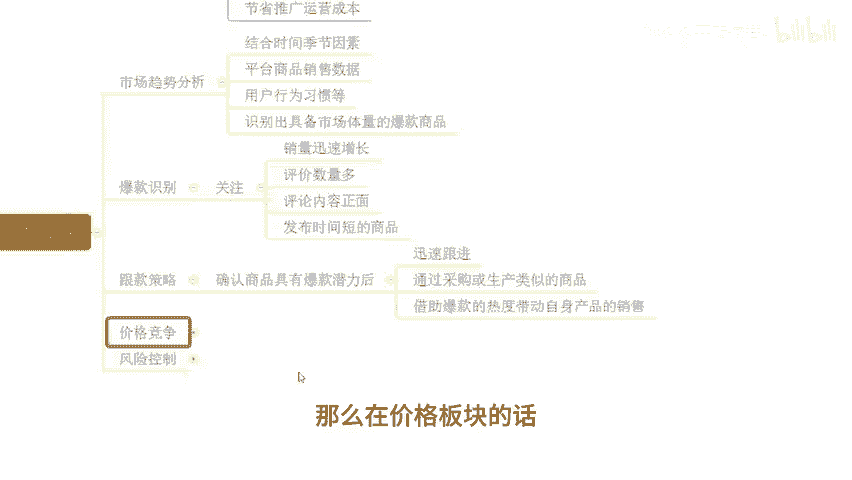 节省推广运营成本
bilibili
结合时间季节因素
平台商品销售数据
市场趋势分析
用户行为习惯等
识别出具备市场体量的爆款商品
销量迅速增长
评价数量多
爆款识别
关注
评论内容正面
发布时间短的商品
迅速跟进
跟款策略
确认商品具有爆款潜力后
通过采购或生产类似的商品
借助爆款的热度带动自身产品的销售
价格竞争
风险控制
那么在价格板块的话